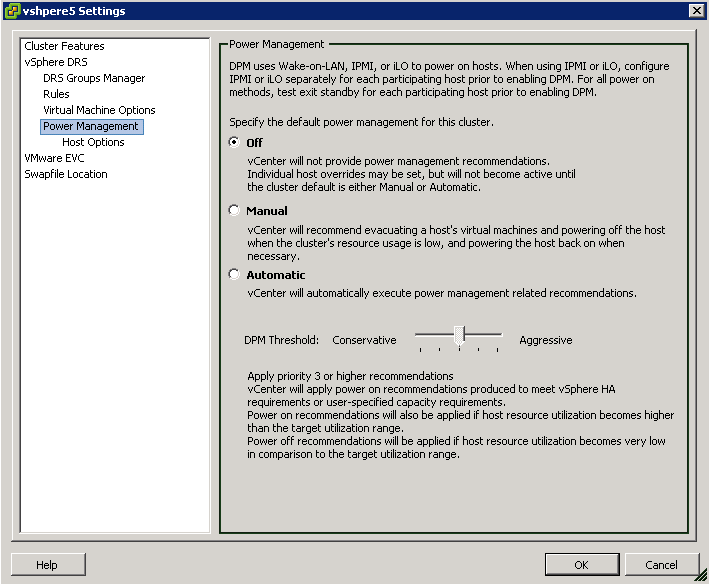 vshpere5 Settings
Cluster Features
vSphere DRS
DRS Groups Manager
Rules
Virtual Machine Options
Power Management
Host Options
VMware EVC
Swapfile Location
Power Management
DPM uses Wake-on-LAN, IPMI, or iLO to power on hosts. When using IPMI or iLO, configure
IPMI or iLO separately for each participating host prior to enabling DPM. For all power on
methods, test exit standby for each participating host prior to enabling DPM.
Specify the default power management for this cluster.
Off
vCenter will not provide power management recommendations.
Individual host overrides may be set, but will not become active until
the cluster default is either Manual or Automatic.
Manual
vCenter will recommend evacuating a host's virtual machines and powering off the host
when the cluster's resource usage is low, and powering the host back on when
necessary.
Automatic
vCenter will automatically execute power management related recommendations.
DPM Threshold: Conservative Aggressive
Apply priority 3 or higher recommendations
vCenter will apply power on recommendations produced to meet vSphere HA
requirements or user-specified capacity requirements.
Power on recommendations will also be applied if host resource utilization becomes higher
than the target utilization range.
Power off recommendations will be applied if host resource utilization becomes very low
in comparison to the target utilization range.
Help
OK
Cancel